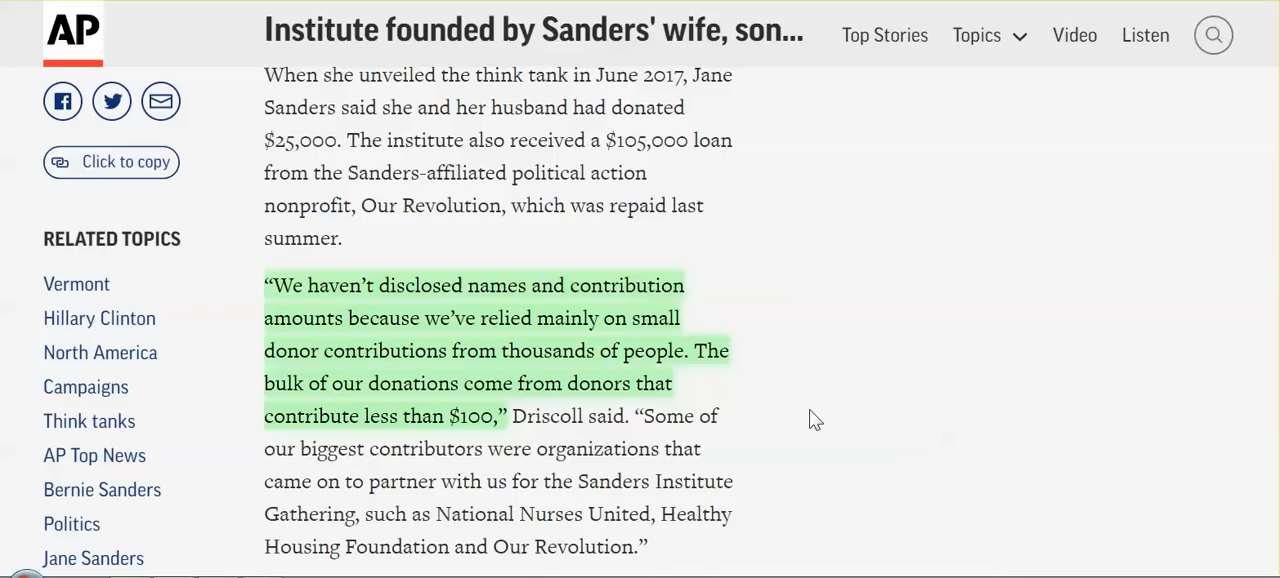 AP
Institute founded by Sanders' wife, son...
Top Stories
Topics
Video
Listen
Click to copy
RELATED TOPICS
Vermont
Hillary Clinton
North America
Campaigns
Think tanks
AP Top News
Bernie Sanders
Politics
Jane Sanders
When she unveiled the think tank in June 2017, Jane
Sanders said she and her husband had donated
$25,000. The institute also received a $105,000 loan
from the Sanders-affiliated political action
nonprofit, Our Revolution, which was repaid last
summer.
“We haven’t disclosed names and contribution
amounts because we’ve relied mainly on small
donor contributions from thousands of people. The
bulk of our donations come from donors that
contribute less than $100,” Driscoll said. “Some of
our biggest contributors were organizations that
came on to partner with us for the Sanders Institute
Gathering, such as National Nurses United, Healthy
Housing Foundation and Our Revolution.”